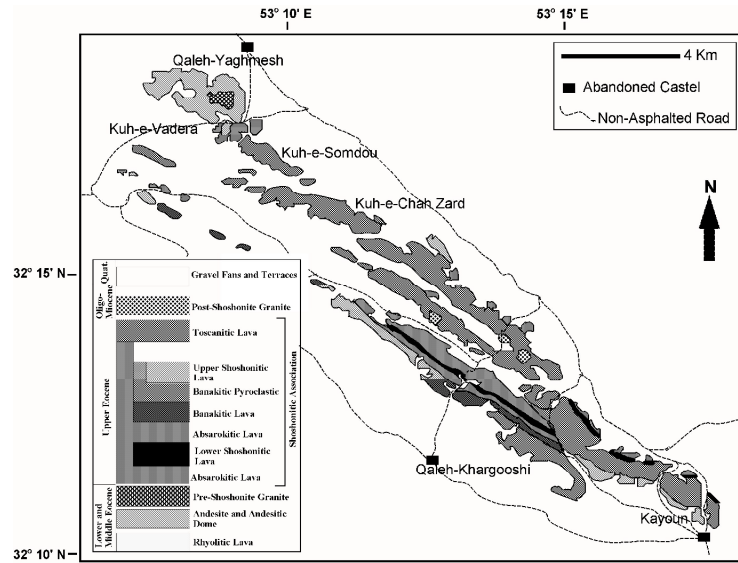 53° 10' E
53° 15' E
Qaleh-Yaghmesh
4 Km
Abandoned Castel
Non-Asphalted Road
Kuh-e-Vadera
Kuh-e-Somdou
Kuh-e-Chah Zard
N
32° 15' N
Quat.
Gravel Fans and Terraces
Oligo-
Miocene
Post-Shoshonite Granite
Toscanitic Lava
Upper Shoshonitic
Lava
Banakitic Pyroclastic
Banakitic Lava
Absarokitic Lava
Lower Shoshonitic
Lava
Absarokitic Lava
Upper Eocene
Shoshonitic Association
Pre-Shoshonite Granite
Andesite and Andesitic
Dome
Rhyolitic Lava
Lower and
Middle Eocene
Qaleh-Khargooshi
Kayoun
32° 10' N